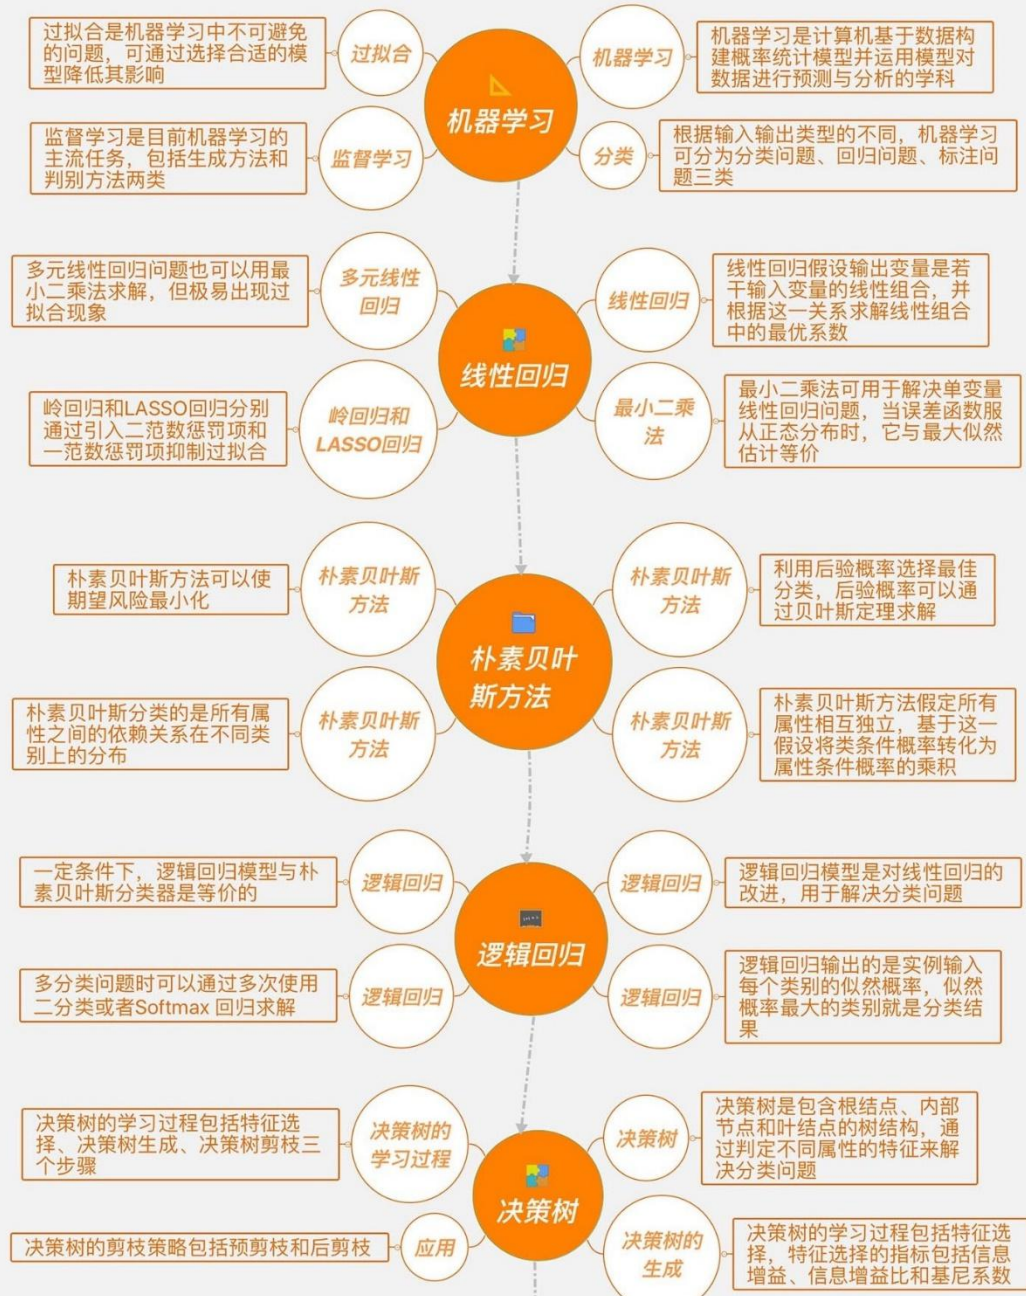 过拟合是机器学习中不可避免
的问题，可通过选择合适的模
型降低其影响
过拟合
机器学习
机器学习
机器学习是计算机基于数据构
建概率统计模型并运用模型对
数据进行预测与分析的学科
监督学习是目前机器学习的
主流任务，包括生成方法和
判别方法两类
监督学习
分类
根据输入输出类型的不同，机器学习
可分为分类问题、回归问题、标注问
题三类
多元线性回归问题也可以用最
小二乘法求解，但极易出现过
拟合现象
多元线性
回归
线性回归
线性回归
线性回归假设输出变量是若
干输入变量的线性组合，并
根据这一关系求解线性组合
中的最优系数
岭回归和LASSO回归分别
通过引入二范数惩罚项和
一范数惩罚项抑制过拟合
岭回归和
LASSO回归
最小二乘
法
最小二乘法可用于解决单变量
线性回归问题，当误差函数服
从正态分布时，它与最大似然
估计等价
朴素贝叶斯方法可以使
期望风险最小化
朴素贝叶斯
方法
朴素贝叶
斯方法
朴素贝叶斯
方法
利用后验概率选择最佳
分类，后验概率可以通
过贝叶斯定理求解
朴素贝叶斯分类的是所有属
性之间的依赖关系在不同类
别上的分布
朴素贝叶斯
方法
朴素贝叶斯
方法
朴素贝叶斯方法假定所有
属性相互独立，基于这一
假设将类条件概率转化为
属性条件概率的乘积
一定条件下，逻辑回归模型与朴
素贝叶斯分类器是等价的
逻辑回归
逻辑回归
逻辑回归
逻辑回归模型是对线性回归的
改进，用于解决分类问题
多分类问题时可以通过多次使用
二分类或者Softmax 回归求解
逻辑回归
逻辑回归
逻辑回归输出的是实例输入
每个类别的似然概率，似然
概率最大的类别就是分类结
果
决策树的学习过程包括特征选
择、决策树生成、决策树剪枝三
个步骤
决策树的
学习过程
决策树
决策树
决策树是包含根结点、内部
节点和叶结点的树结构，通
过判定不同属性的特征来解
决分类问题
决策树的剪枝策略包括预剪枝和后剪枝
应用
决策树的
生成
决策树的学习过程包括特征选
择，特征选择的指标包括信息
增益、信息增益比和基尼系数